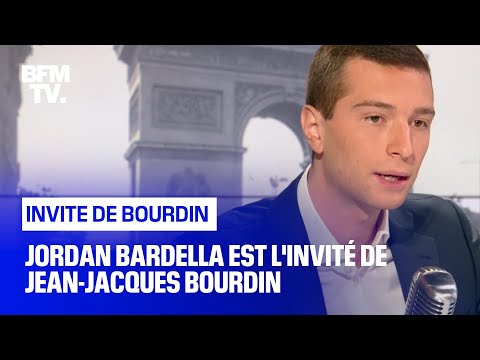 BFM
TV.
INVITE DE BOURDIN
JORDAN BARDELLA EST L'INVITÉ DE
JEAN-JACQUES BOURDIN